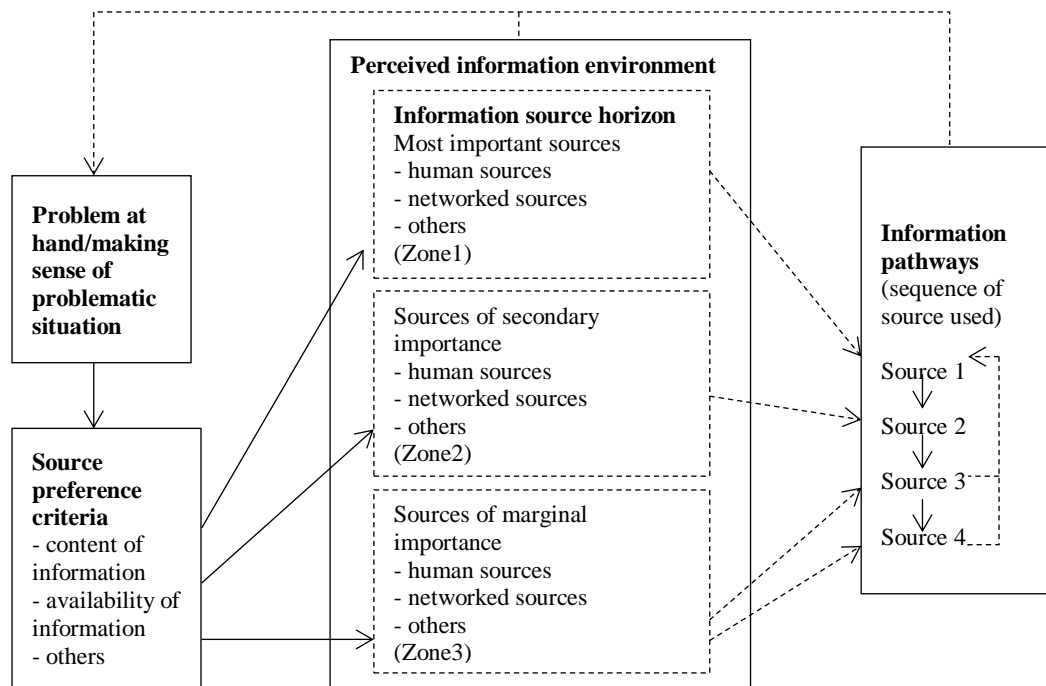 Perceived information environment
Information source horizon
Most important sources
- human sources
- networked sources
- others
(Zone1)
Problem at
hand/making
sense of
problematic
situation
Sources of secondary
importance
- human sources
- networked sources
- others
(Zone2)
Source
preference
criteria
- content of
information
- availability of
information
- others
Sources of marginal
importance
- human sources
- networked sources
- others
(Zone3)
Information
pathways
(sequence of
source used)
Source 1
Source 2
Source 3
Source 4